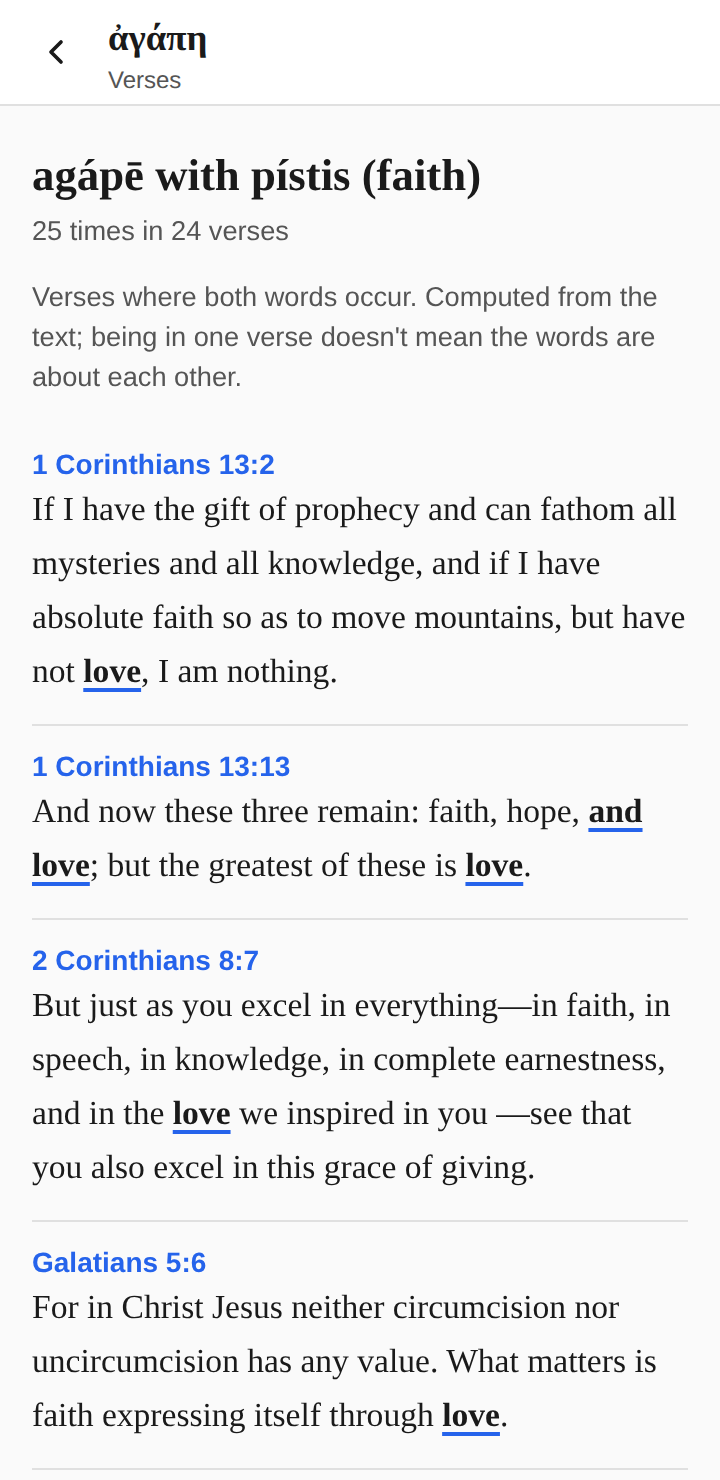 ἀγάπη
Verses
agápē with pístis (faith)
25 times in 24 verses
Verses where both words occur. Computed from the
text; being in one verse doesn't mean the words are
about each other.
1 Corinthians 13:2
If I have the gift of prophecy and can fathom all
mysteries and all knowledge, and if I have
absolute faith so as to move mountains, but have
not love, I am nothing.
1 Corinthians 13:13
And now these three remain: faith, hope, and
love; but the greatest of these is love.
2 Corinthians 8:7
But just as you excel in everything—in faith, in
speech, in knowledge, in complete earnestness,
and in the love we inspired in you —see that
you also excel in this grace of giving.
Galatians 5:6
For in Christ Jesus neither circumcision nor
uncircumcision has any value. What matters is
faith expressing itself through love.